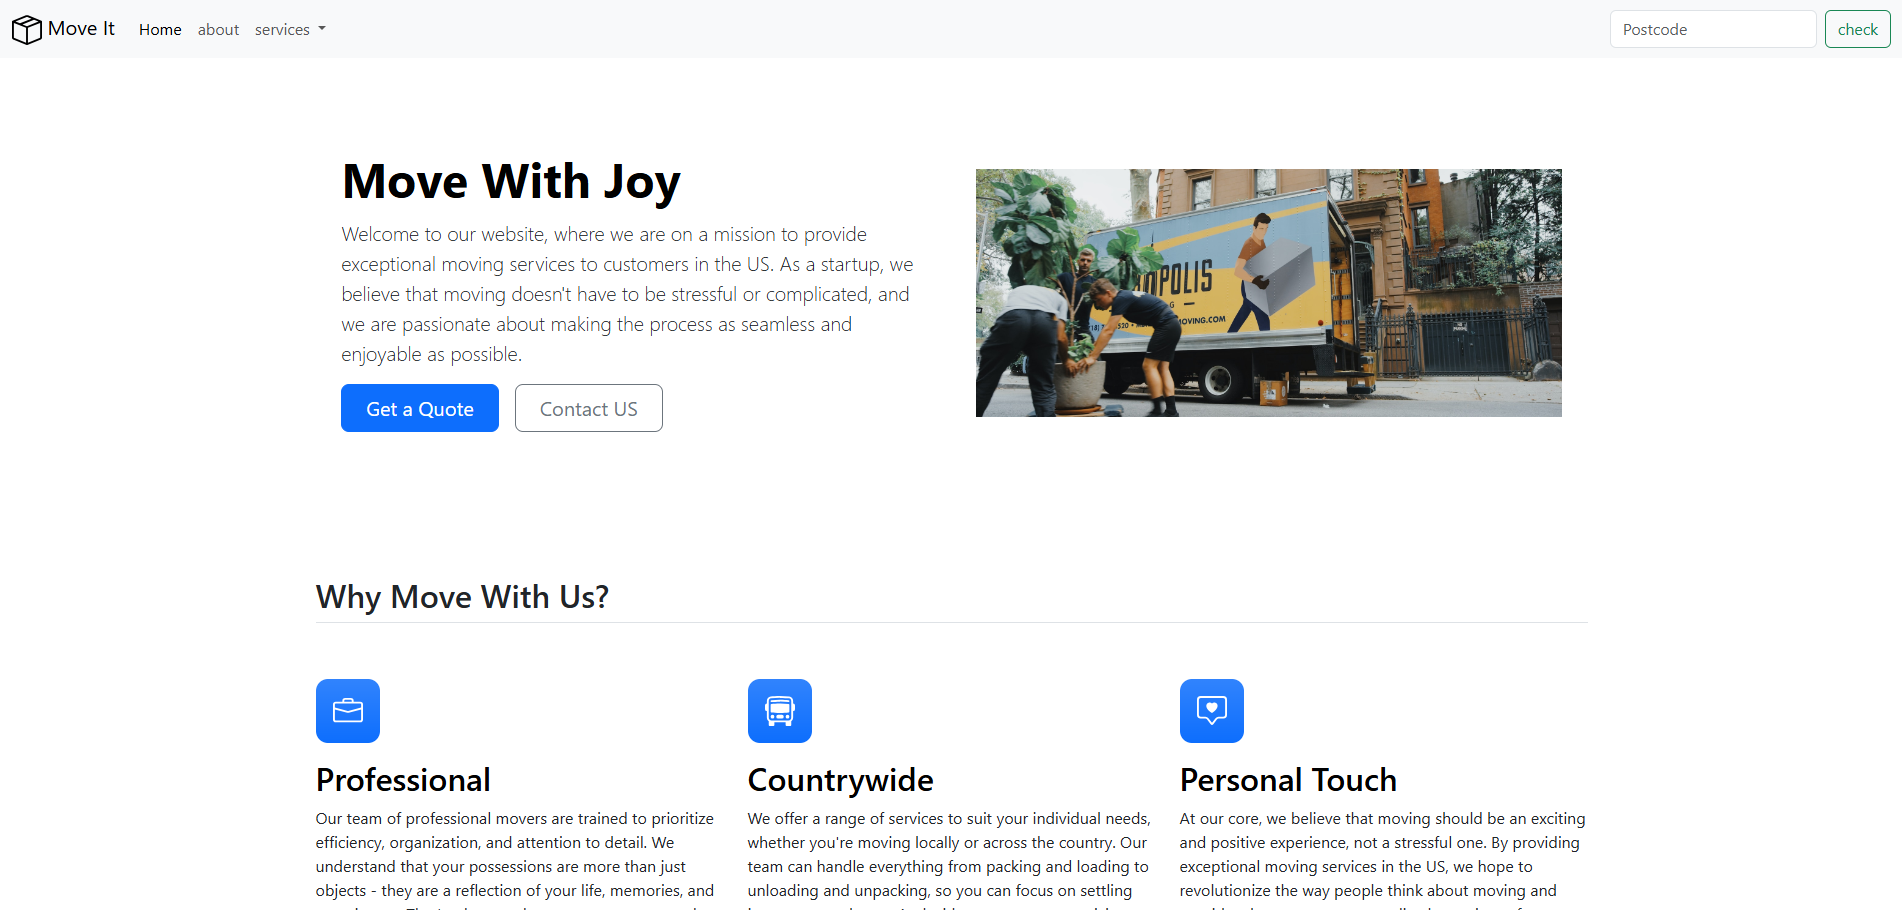 Move It
Home
about
services
Postcode
check
Move With Joy
Welcome to our website, where we are on a mission to provide
exceptional moving services to customers in the US. As a startup, we
believe that moving doesn't have to be stressful or complicated, and
we are passionate about making the process as seamless and
enjoyable as possible.
Get a Quote
Contact US
OPOLIS
MOVING.COM
Why Move With Us?
Professional
Our team of professional movers are trained to prioritize
efficiency, organization, and attention to detail. We
understand that your possessions are more than just
objects - they are a reflection of your life, memories, and
Countrywide
We offer a range of services to suit your individual needs,
whether you're moving locally or across the country. Our
team can handle everything from packing and loading to
unloading and unpacking, so you can focus on settling
Personal Touch
At our core, we believe that moving should be an exciting
and positive experience, not a stressful one. By providing
exceptional moving services in the US, we hope to
revolutionize the way people think about moving and